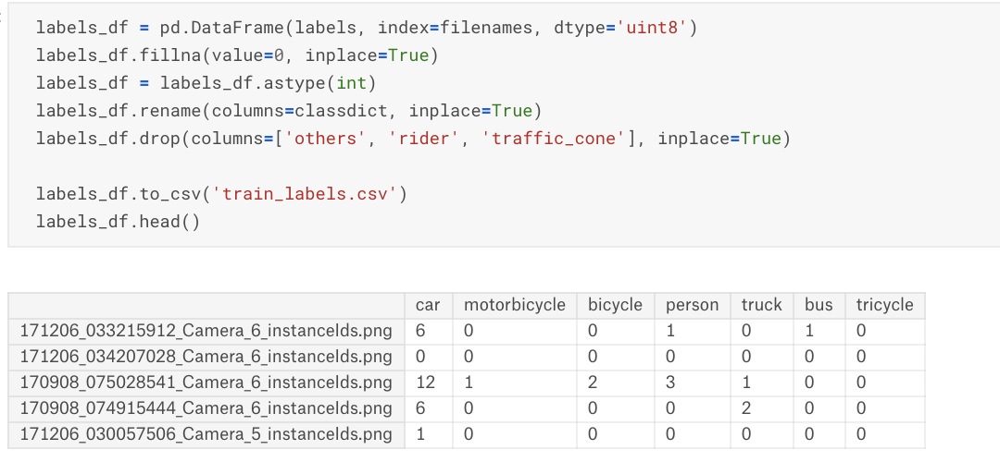 labels_df = pd.DataFrame(labels, index=filenames, dtype='uint8')
labels_df.fillna(value=0, inplace=True)
labels_df = labels_df.astype(int)
labels_df.rename(columns=classdict, inplace=True)
labels_df.drop(columns=['others', 'rider', 'traffic_cone'], inplace=True)
labels_df.to_csv('train_labels.csv')
labels_df.head()
car motorbicycle bicycle person truck bus tricycle
171206_033215912_Camera_6_instanceIds.png 6 0 0 1 0 1 0
171206_034207028_Camera_6_instanceIds.png 0 0 0 0 0 0 0
170908_075028541_Camera_6_instanceIds.png 12 1 2 3 1 0 0
170908_074915444_Camera_6_instanceIds.png 6 0 0 0 2 0 0
171206_030057506_Camera_5_instanceIds.png 1 0 0 0 0 0 0